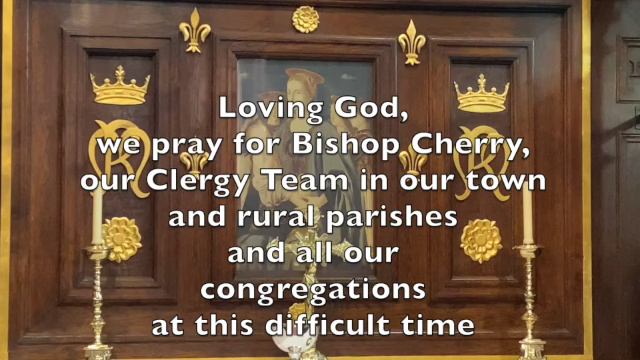 Loving God,
we pray for Bishop Cherry,
our Clergy Team in our town
and rural parishes
and all our
congregations
at this difficult time